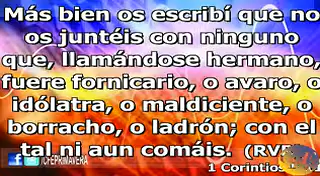 Más bien os escribí que no
os juntéis con ninguno
que, llamándose hermano,
fuere fornicario, o avaro, o
idólatra, o maldiciente, o
borracho, o ladrón; con el
tal ni aun comáis. (RV
1 Corintios
/CFEPRIMAVERA